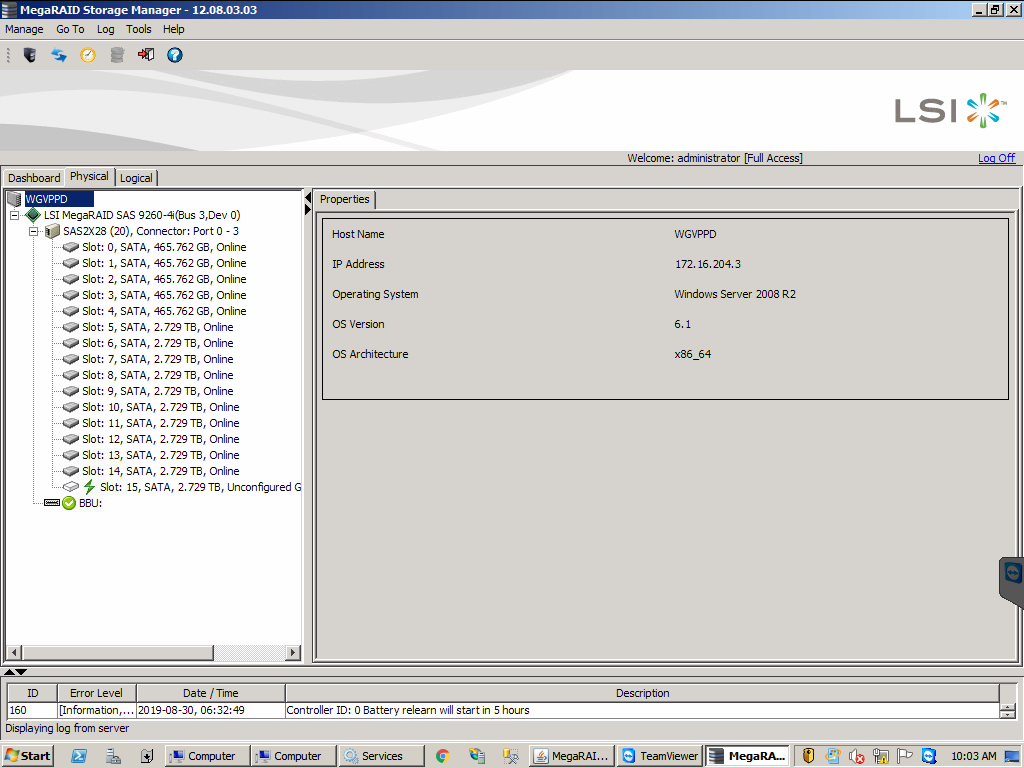 MegaRAID Storage Manager - 12.08.03.03
Manage Go To Log Tools Help
LSI ™
Welcome: administrator [Full Access] Log Off
Dashboard Physical Logical
WGVPPD
LSI MegaRAID SAS 9260-4i(Bus 3,Dev 0)
SAS2X28 (20), Connector: Port 0 - 3
Slot: 0, SATA, 465.762 GB, Online
Slot: 1, SATA, 465.762 GB, Online
Slot: 2, SATA, 465.762 GB, Online
Slot: 3, SATA, 465.762 GB, Online
Slot: 4, SATA, 465.762 GB, Online
Slot: 5, SATA, 2.729 TB, Online
Slot: 6, SATA, 2.729 TB, Online
Slot: 7, SATA, 2.729 TB, Online
Slot: 8, SATA, 2.729 TB, Online
Slot: 9, SATA, 2.729 TB, Online
Slot: 10, SATA, 2.729 TB, Online
Slot: 11, SATA, 2.729 TB, Online
Slot: 12, SATA, 2.729 TB, Online
Slot: 13, SATA, 2.729 TB, Online
Slot: 14, SATA, 2.729 TB, Online
Slot: 15, SATA, 2.729 TB, Unconfigured G
BBU:
Properties
Host Name WGVPPD
IP Address 172.16.204.3
Operating System Windows Server 2008 R2
OS Version 6.1
OS Architecture x86_64
ID Error Level Date / Time Description
160 [Information,... 2019-08-30, 06:32:49 Controller ID: 0 Battery relearn will start in 5 hours
Displaying log from server
Start Computer Computer Services MegaRAI... TeamViewer MegaRA... 10:03 AM